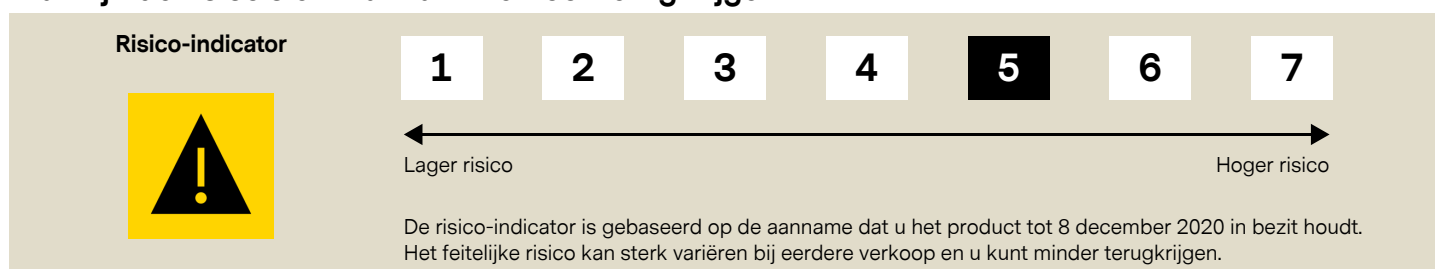 Risico-indicator
1 2 3 4 5 6 7
Lager risico Hoger risico
De risico-indicator is gebaseerd op de aanname dat u het product tot 8 december 2020 in bezit houdt.
Het feitelijke risico kan sterk variëren bij eerdere verkoop en u kunt minder terugkrijgen.